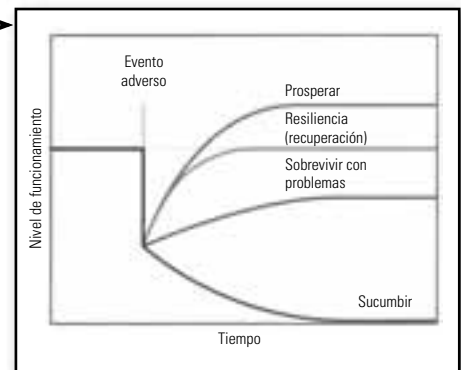 Evento
adverso
Prosperar
Resiliencia
(recuperación)
Sobrevivir con
problemas
Sucumbir
Nivel de funcionamiento
Tiempo